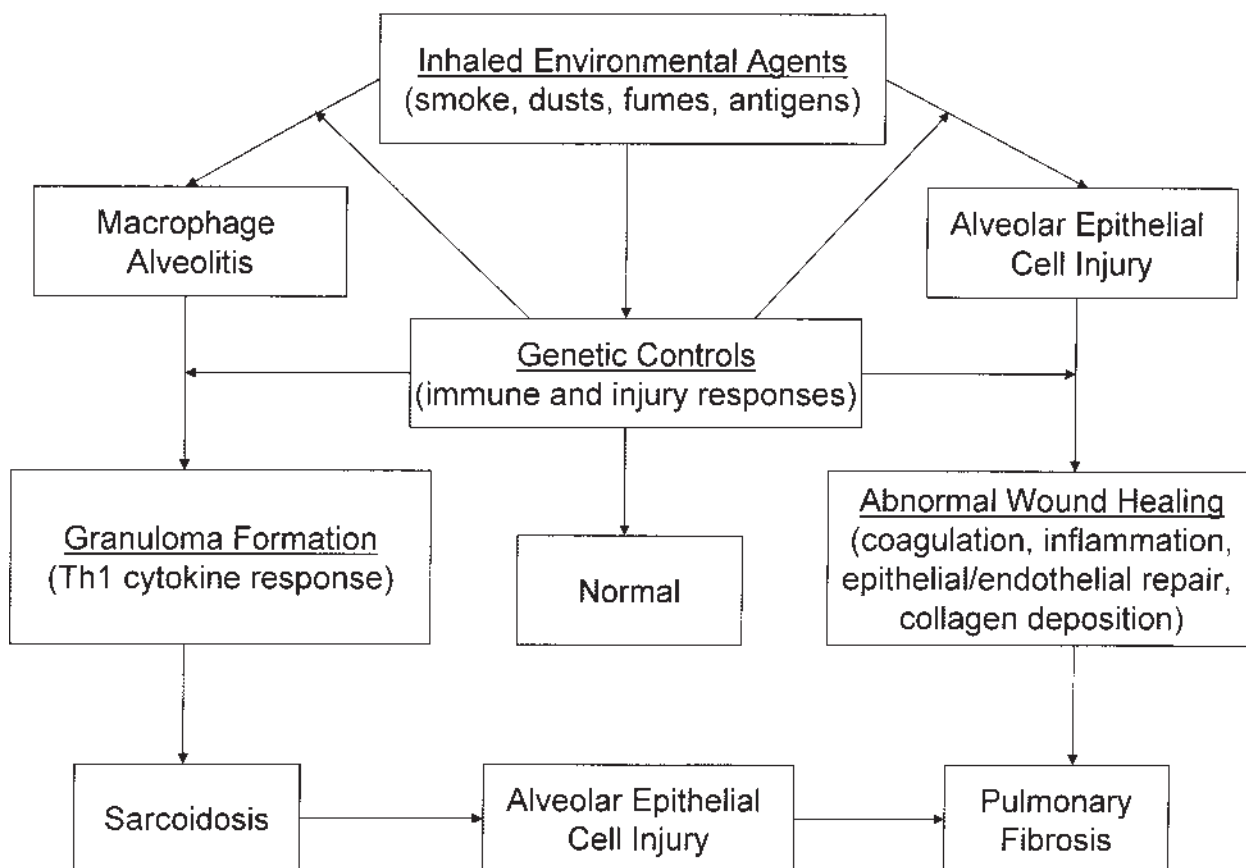 Inhaled Environmental Agents
(smoke, dusts, fumes, antigens)
Macrophage
Alveolitis
Alveolar Epithelial
Cell Injury
Genetic Controls
(immune and injury responses)
Granuloma Formation
(Th1 cytokine response)
Normal
Abnormal Wound Healing
(coagulation, inflammation,
epithelial/endothelial repair,
collagen deposition)
Sarcoidosis
Alveolar Epithelial
Cell Injury
Pulmonary
Fibrosis